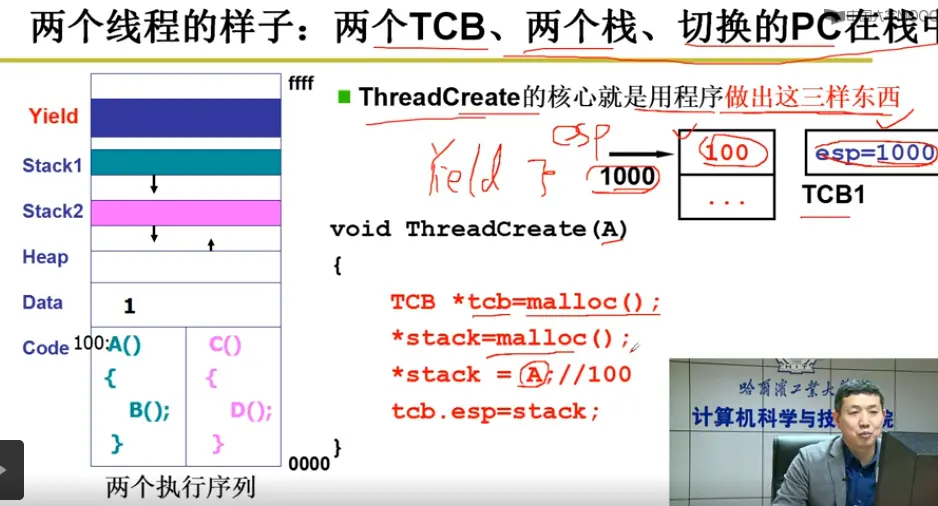 两个线程的样子：两个TCB、两个栈、切换的PC在栈中
ffff
Yield
Stack1
Stack2
Heap
Data
1
Code
100:A()
{
B();
}
C()
{
D();
}
0000
两个执行序列
ThreadCreate的核心就是用程序做出这三样东西
Yield
esp
1000
100
...
esp=1000
TCB1
void ThreadCreate(A)
{
TCB *tcb=malloc();
*stack=malloc();
*stack = A;//100
tcb.esp=stack;
}
哈尔滨工业大学
计算机科学与技术院